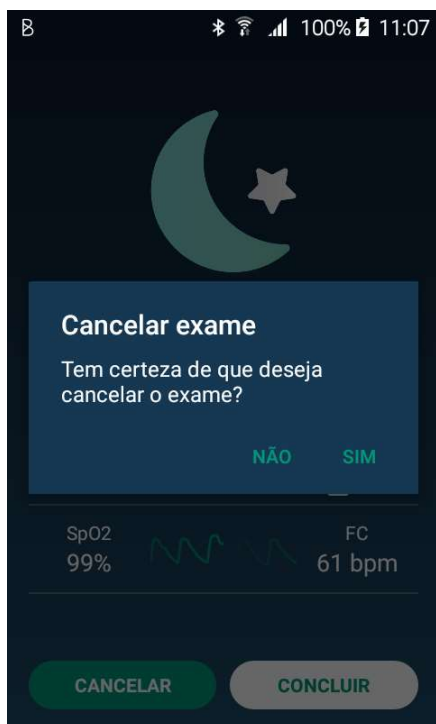 B 100% 11:07
Cancelar exame
Tem certeza de que deseja
cancelar o exame?
NÃO SIM
SpO2 FC
99% 61 bpm
CANCELAR CONCLUIR